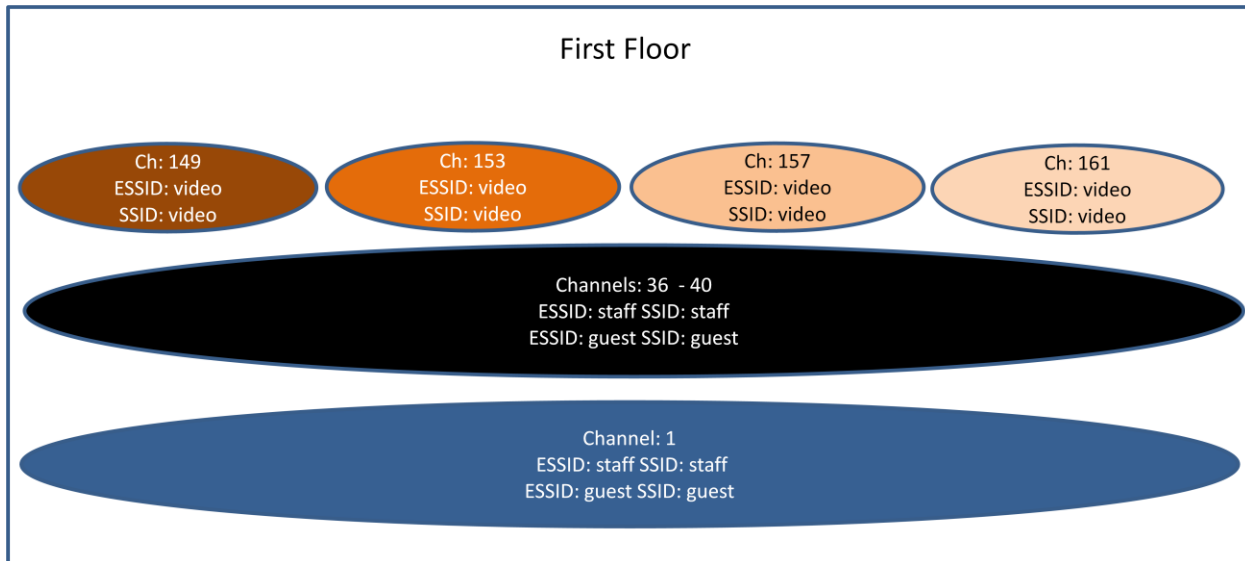 First Floor
Ch: 149
ESSID: video
SSID: video
Ch: 153
ESSID: video
SSID: video
Ch: 157
ESSID: video
SSID: video
Ch: 161
ESSID: video
SSID: video
Channels: 36  - 40
ESSID: staff SSID: staff
ESSID: guest SSID: guest
Channel: 1
ESSID: staff SSID: staff
ESSID: guest SSID: guest